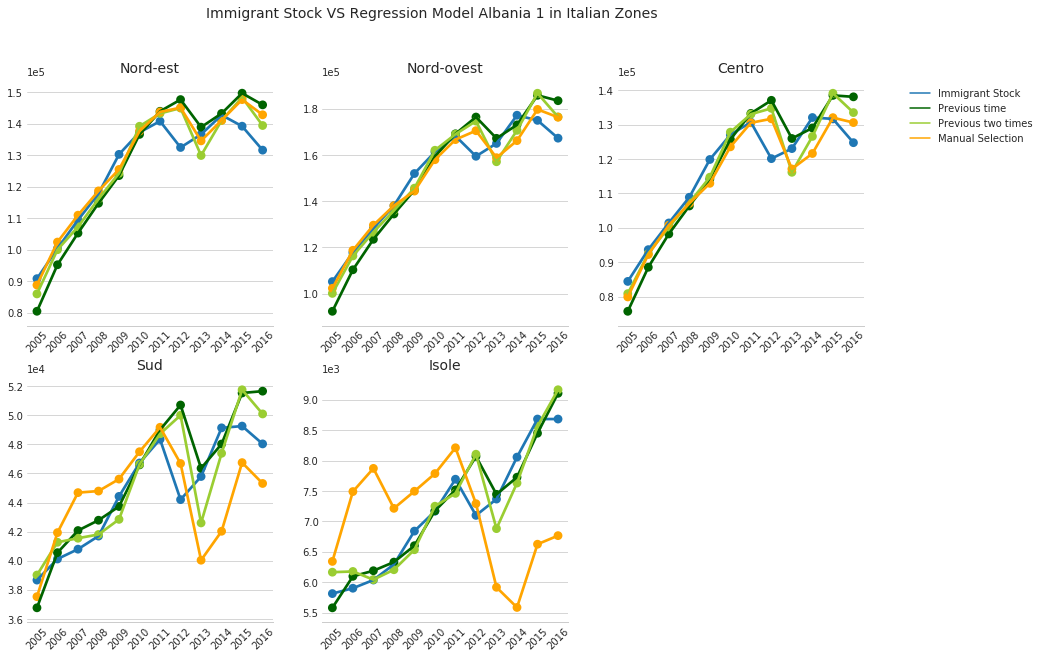 Immigrant Stock VS Regression Model Albania 1 in Italian Zones
1e5
Nord-est
1.5
1.4
1.3
1.2
1.1
1.0
0.9
0.8
2005 2006 2007 2008 2009 2010 2011 2012 2013 2014 2015 2016
1e5
Nord-ovest
1.8
1.6
1.4
1.2
1.0
2005 2006 2007 2008 2009 2010 2011 2012 2013 2014 2015 2016
1e5
Centro
1.4
1.3
1.2
1.1
1.0
0.9
0.8
2005 2006 2007 2008 2009 2010 2011 2012 2013 2014 2015 2016
Immigrant Stock
Previous time
Previous two times
Manual Selection
1e4
Sud
5.2
5.0
4.8
4.6
4.4
4.2
4.0
3.8
3.6
2005 2006 2007 2008 2009 2010 2011 2012 2013 2014 2015 2016
1e3
Isole
9.0
8.5
8.0
7.5
7.0
6.5
6.0
5.5
2005 2006 2007 2008 2009 2010 2011 2012 2013 2014 2015 2016